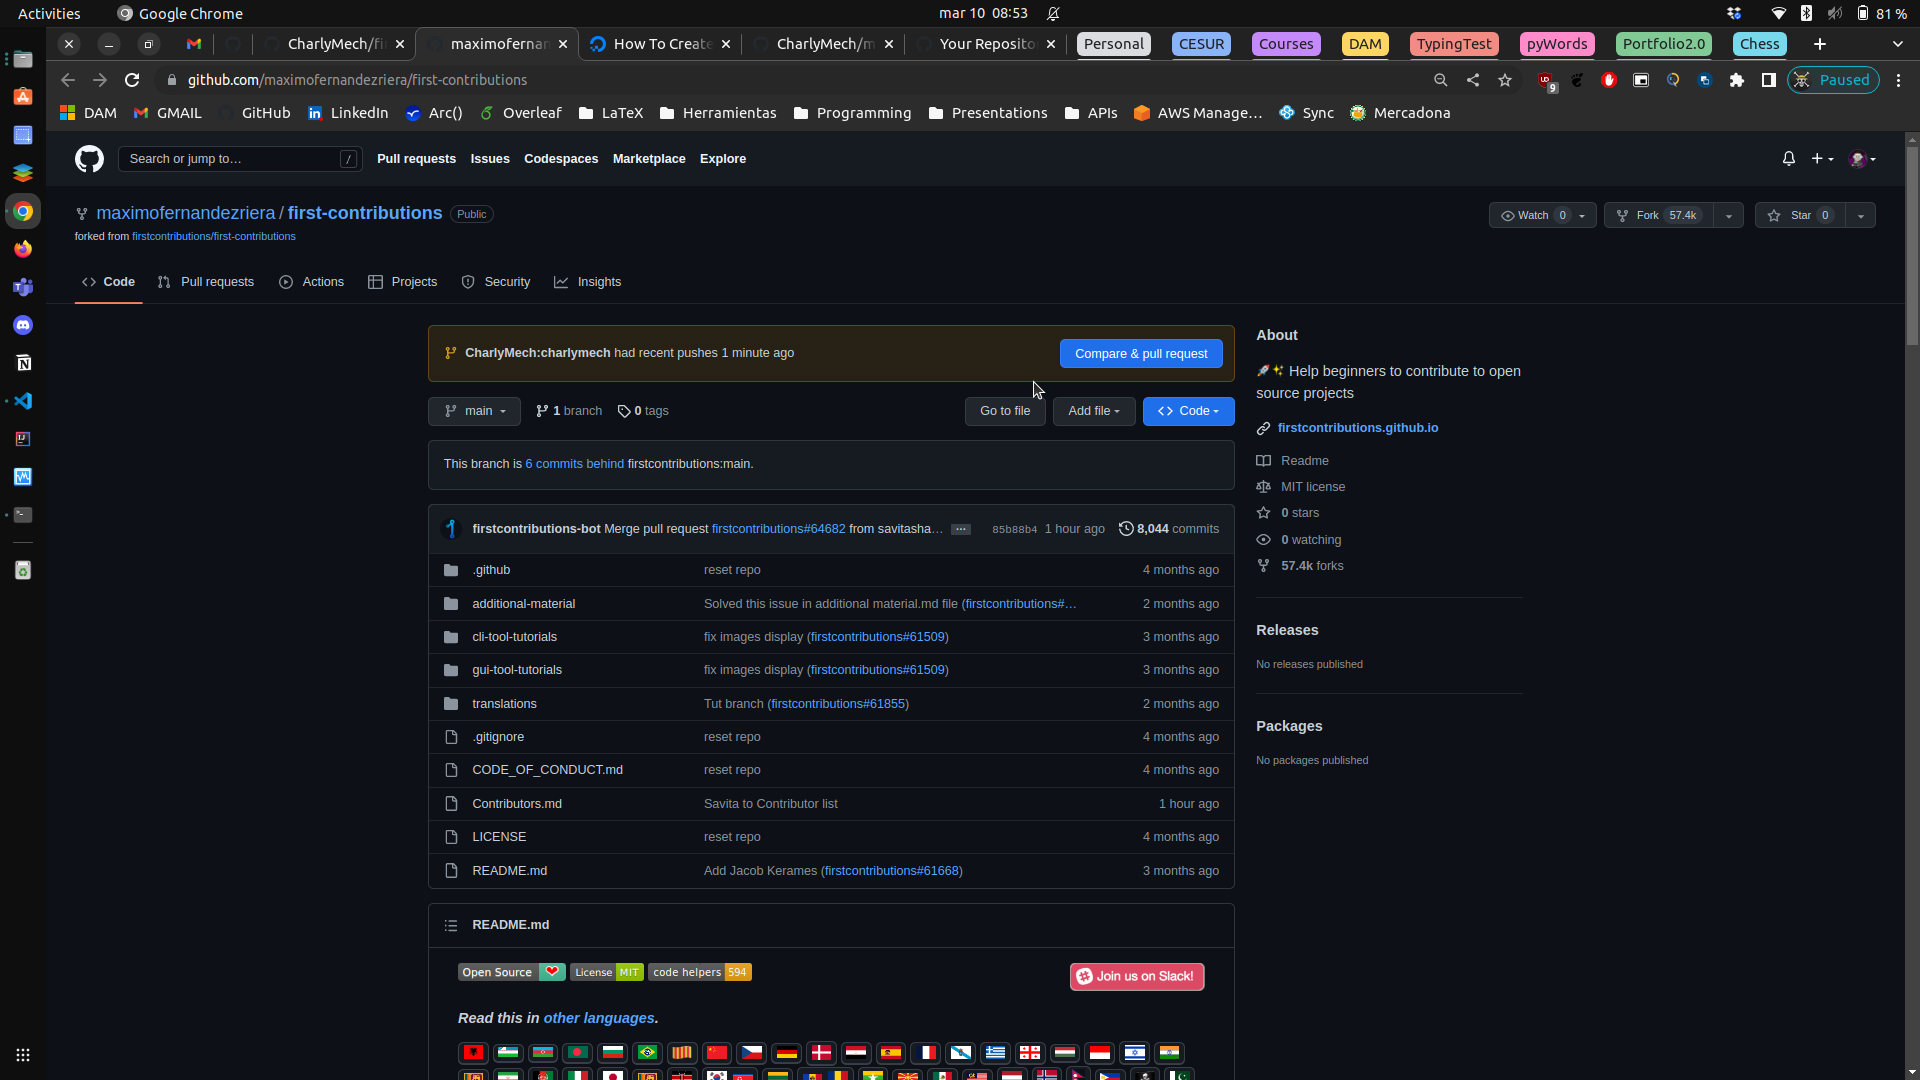 Activities
Google Chrome
mar 10 08:53
81 %
CharlyMech/fi
maximofernan
How To Create
CharlyMech/m
Your Reposito
Personal
CESUR
Courses
DAM
TypingTest
pyWords
Portfolio2.0
Chess
github.com/maximofernandezriera/first-contributions
9
Paused
DAM
GMAIL
GitHub
LinkedIn
Arc()
Overleaf
LaTeX
Herramientas
Programming
Presentations
APIs
AWS Manage...
Sync
Mercadona
Search or jump to...
/
Pull requests
Issues
Codespaces
Marketplace
Explore
maximofernandezriera / first-contributions
Public
Watch 0
Fork 57.4k
Star 0
forked from firstcontributions/first-contributions
Code
Pull requests
Actions
Projects
Security
Insights
CharlyMech:charlymech had recent pushes 1 minute ago
Compare & pull request
main
1 branch
0 tags
Go to file
Add file
Code
This branch is 6 commits behind firstcontributions:main.
firstcontributions-bot Merge pull request firstcontributions#64682 from savitasha… ...
85b88b4 1 hour ago
8,044 commits
.github
reset repo
4 months ago
additional-material
Solved this issue in additional material.md file (firstcontributions#…
2 months ago
cli-tool-tutorials
fix images display (firstcontributions#61509)
3 months ago
gui-tool-tutorials
fix images display (firstcontributions#61509)
3 months ago
translations
Tut branch (firstcontributions#61855)
2 months ago
.gitignore
reset repo
4 months ago
CODE_OF_CONDUCT.md
reset repo
4 months ago
Contributors.md
Savita to Contributor list
1 hour ago
LICENSE
reset repo
4 months ago
README.md
Add Jacob Kerames (firstcontributions#61668)
3 months ago
README.md
Open Source
License MIT
code helpers 594
Join us on Slack!
Read this in other languages.
About
Help beginners to contribute to open
source projects
firstcontributions.github.io
Readme
MIT license
0 stars
0 watching
57.4k forks
Releases
No releases published
Packages
No packages published